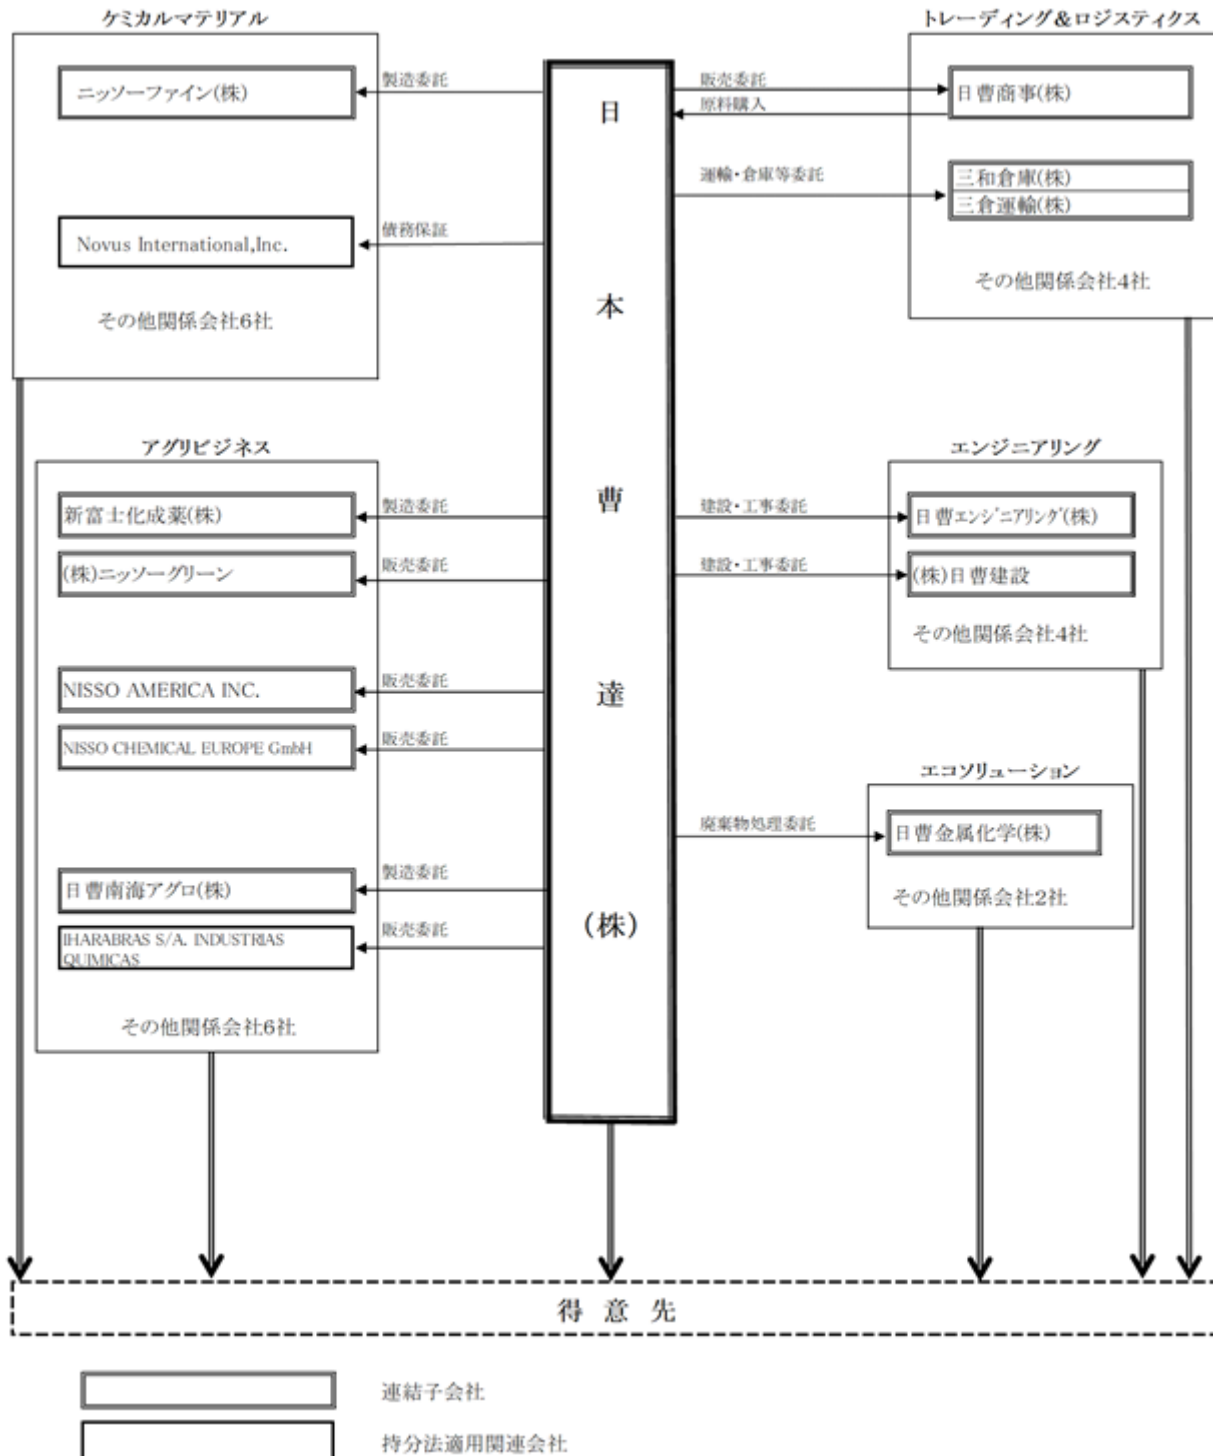 ケミカルマテリアル
ニッソーファイン(株)
製造委託
Novus International,Inc.
債務保証
その他関係会社6社
アグリビジネス
新富士化成薬(株)
製造委託
(株)ニッソーグリーン
販売委託
NISSO AMERICA INC.
販売委託
NISSO CHEMICAL EUROPE GmbH
販売委託
日曹南海アグロ(株)
製造委託
IHARABRAS S/A. INDUSTRIAS
QUIMICAS
販売委託
その他関係会社6社
日本曹達(株)
トレーディング&ロジスティクス
販売委託
日曹商事(株)
原料購入
運輸・倉庫等委託
三和倉庫(株)
三倉運輸(株)
その他関係会社4社
エンジニアリング
建設・工事委託
日曹エンジニアリング(株)
建設・工事委託
(株)日曹建設
その他関係会社4社
エコソリューション
廃棄物処理委託
日曹金属化学(株)
その他関係会社2社
得意先
連結子会社
持分法適用関連会社